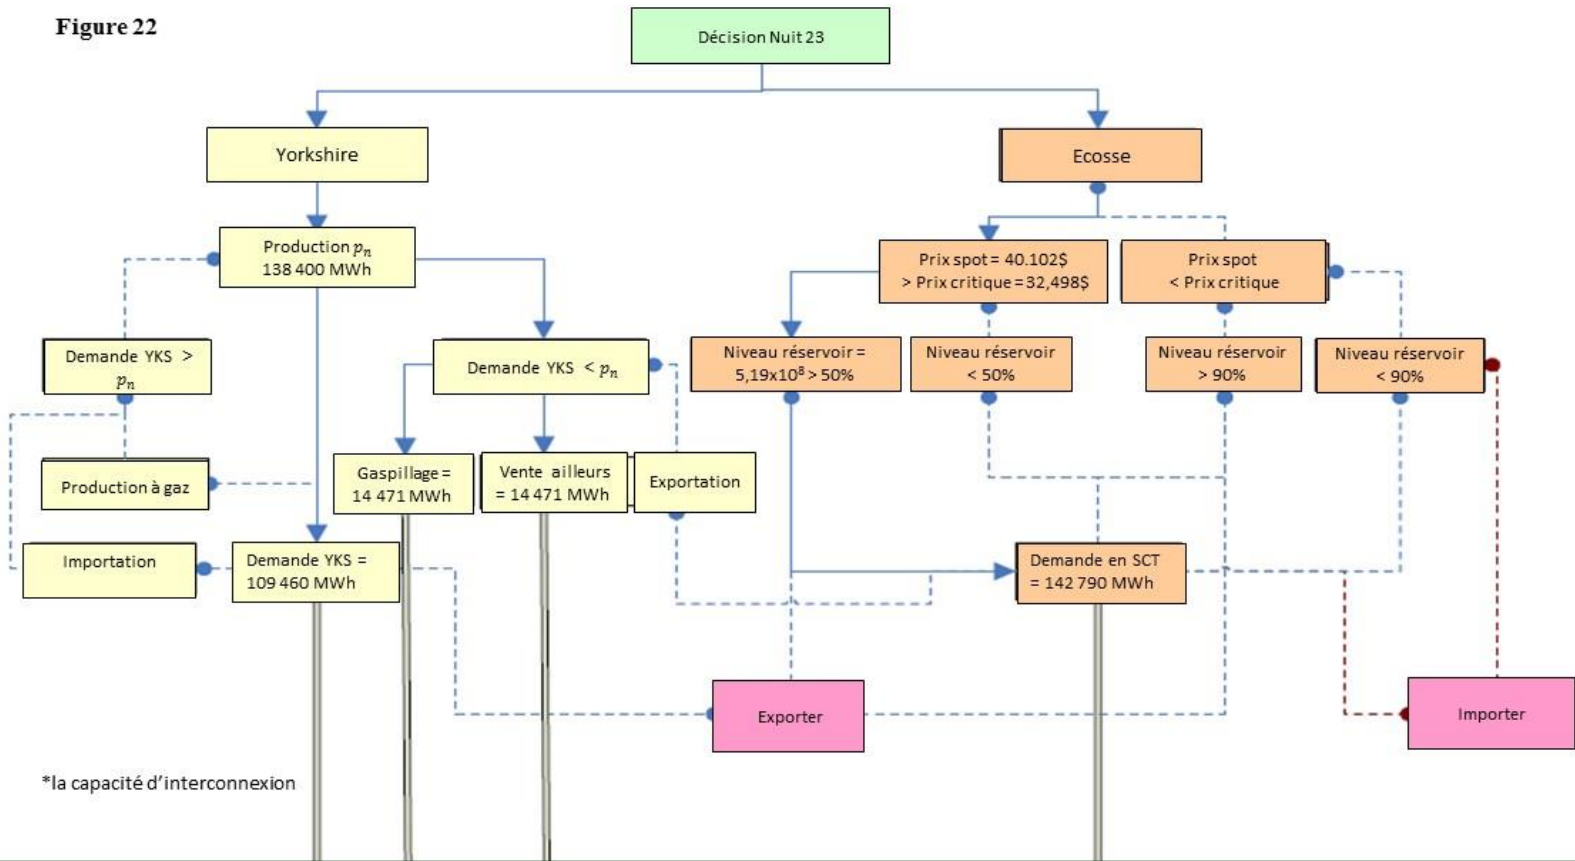 Figure 22
Décision Nuit 23
Yorkshire
Ecosse
Production pn
138 400 MWh
Prix spot = 40.102$
> Prix critique = 32,498$
Prix spot
< Prix critique
Demande YKS >
pn
Demande YKS < pn
Niveau réservoir =
5,19x10⁸ > 50%
Niveau réservoir
< 50%
Niveau réservoir
> 90%
Niveau réservoir
< 90%
Production à gaz
Gaspillage =
14 471 MWh
Vente ailleurs
= 14 471 MWh
Exportation
Importation
Demande YKS =
109 460 MWh
Demande en SCT
= 142 790 MWh
Exporter
Importer
*la capacité d'interconnexion